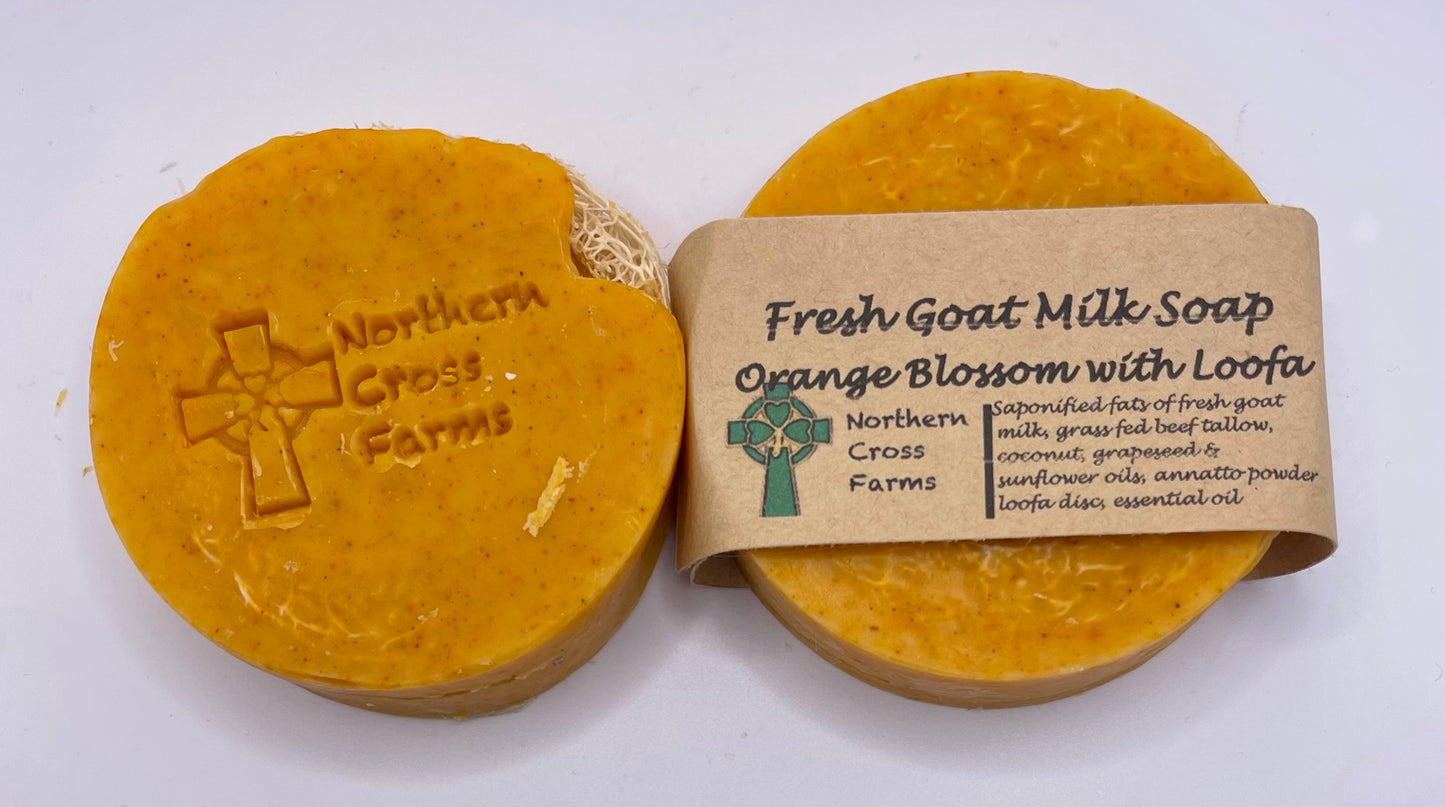 Northern
Cross
Farms
Fresh Goat Milk Soap
Orange Blossom with Loofa
Northern
Cross
Farms
Saponified fats of fresh goat
milk, grass fed beef tallow,
coconut, grapeseed &
sunflower oils, annatto powder
loofa disc, essential oil